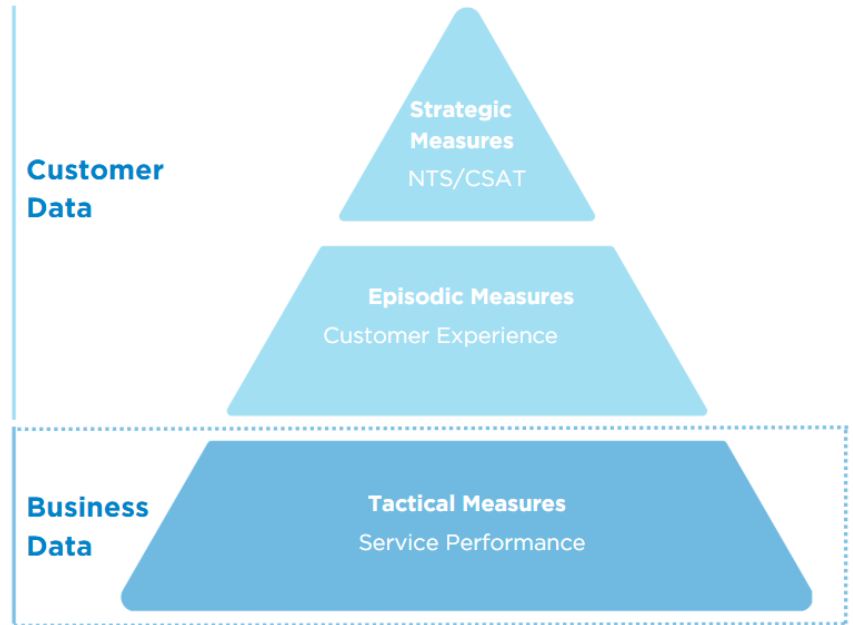 Strategic
Measures
NTS/CSAT
Customer
Data
Episodic Measures
Customer Experience
Business
Data
Tactical Measures
Service Performance